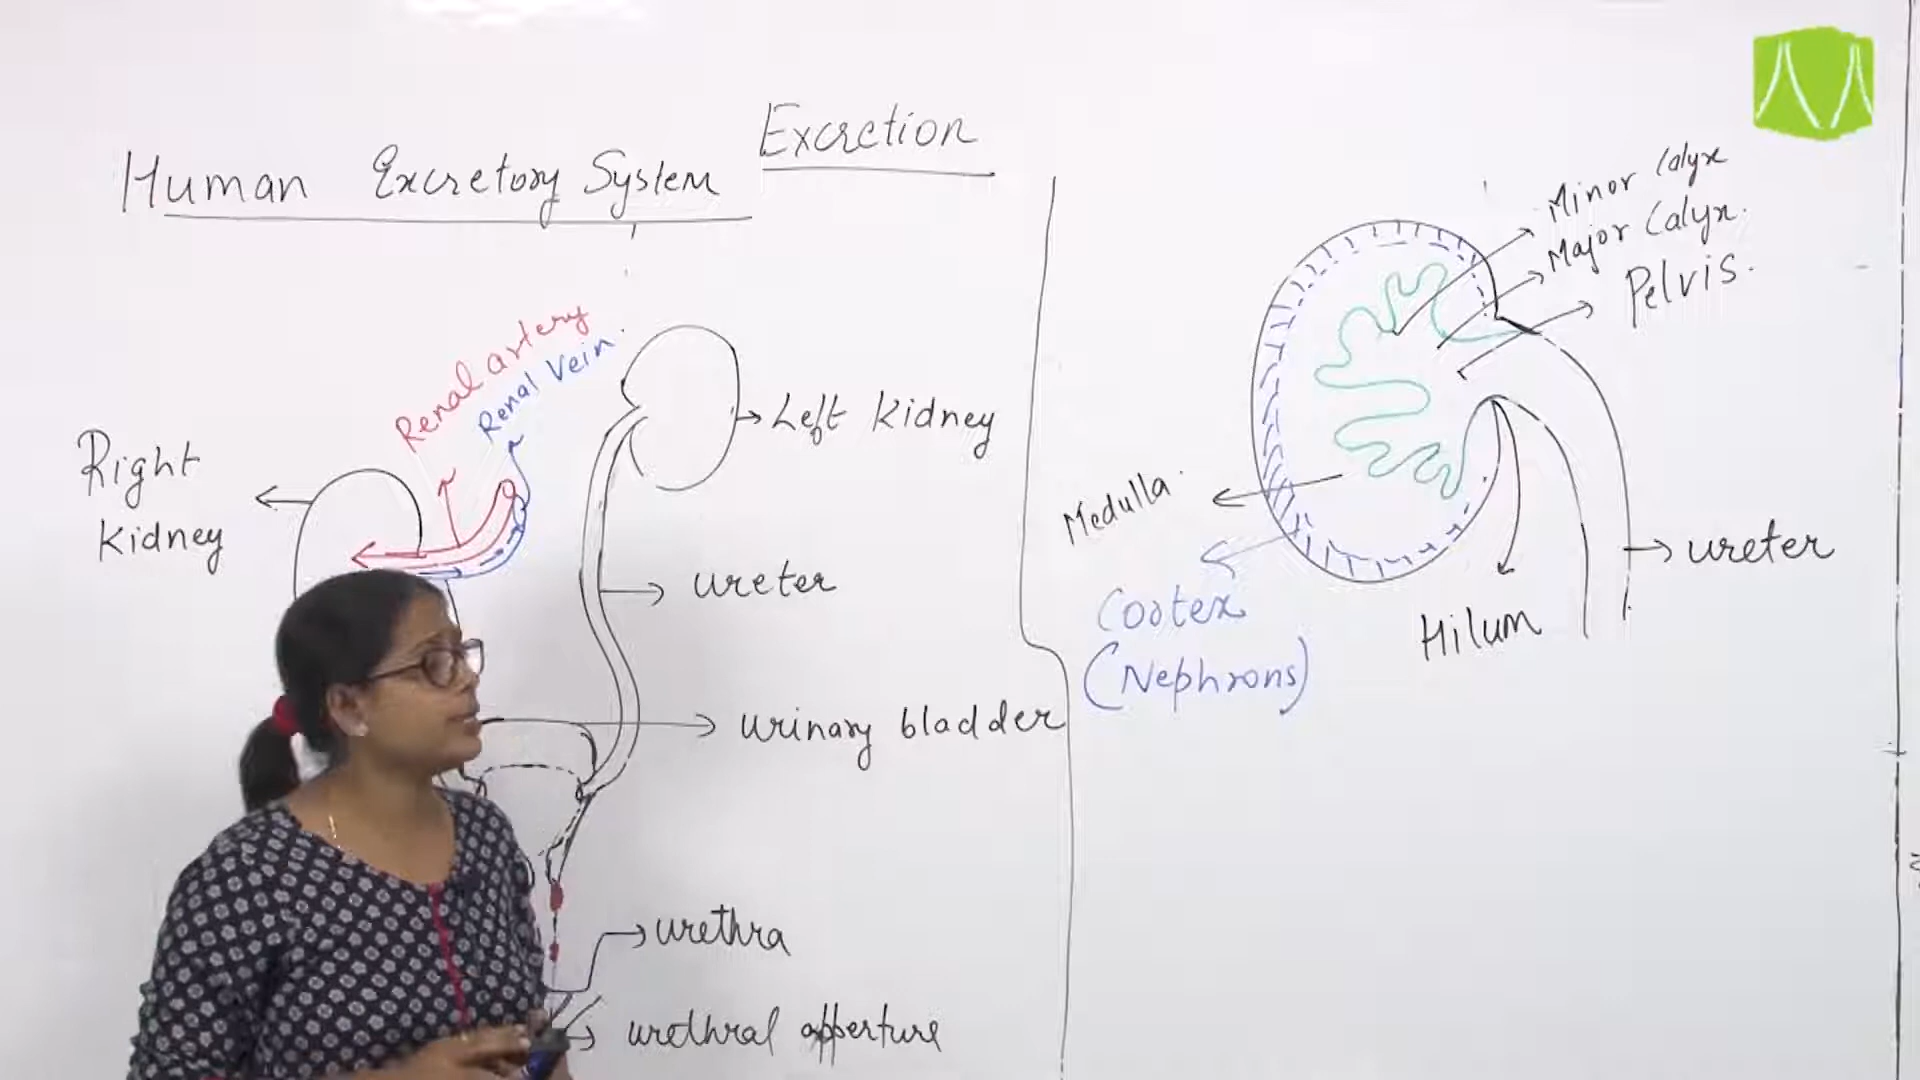 Excretion
Human Excretory System
Renal artery
Renal Vein.
Right
Kidney
Left Kidney
ureter
urinary bladder
urethra
urethral apperture
Minor Calyx
Major Calyx.
Pelvis.
Medulla.
Cortex
(Nephrons)
Hilum
ureter